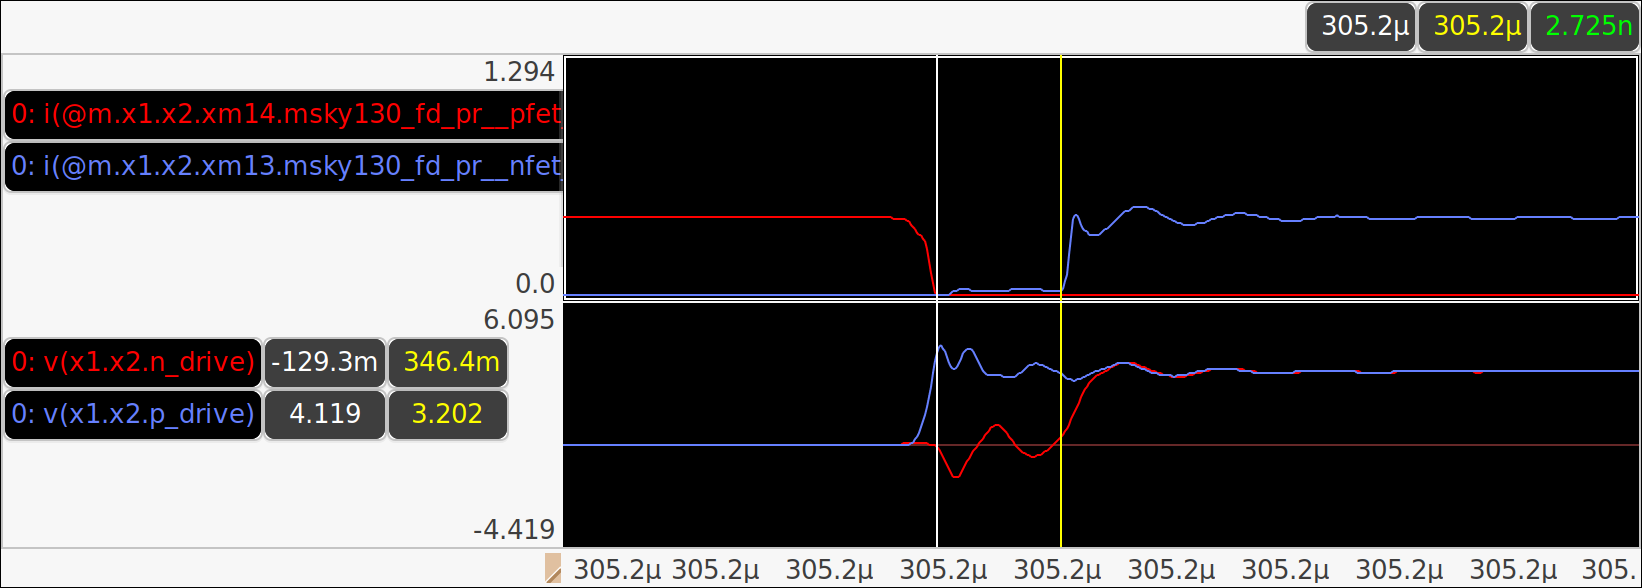 305.2µ 305.2µ 2.725n
1.294
0: i(@m.x1.x2.xm14.msky130_fd_pr__pfet
0: i(@m.x1.x2.xm13.msky130_fd_pr__nfet
0.0
6.095
0: v(x1.x2.n_drive) -129.3m 346.4m
0: v(x1.x2.p_drive) 4.119 3.202
-4.419
305.2µ 305.2µ 305.2µ 305.2µ 305.2µ 305.2µ 305.2µ 305.2µ 305.2µ 305.